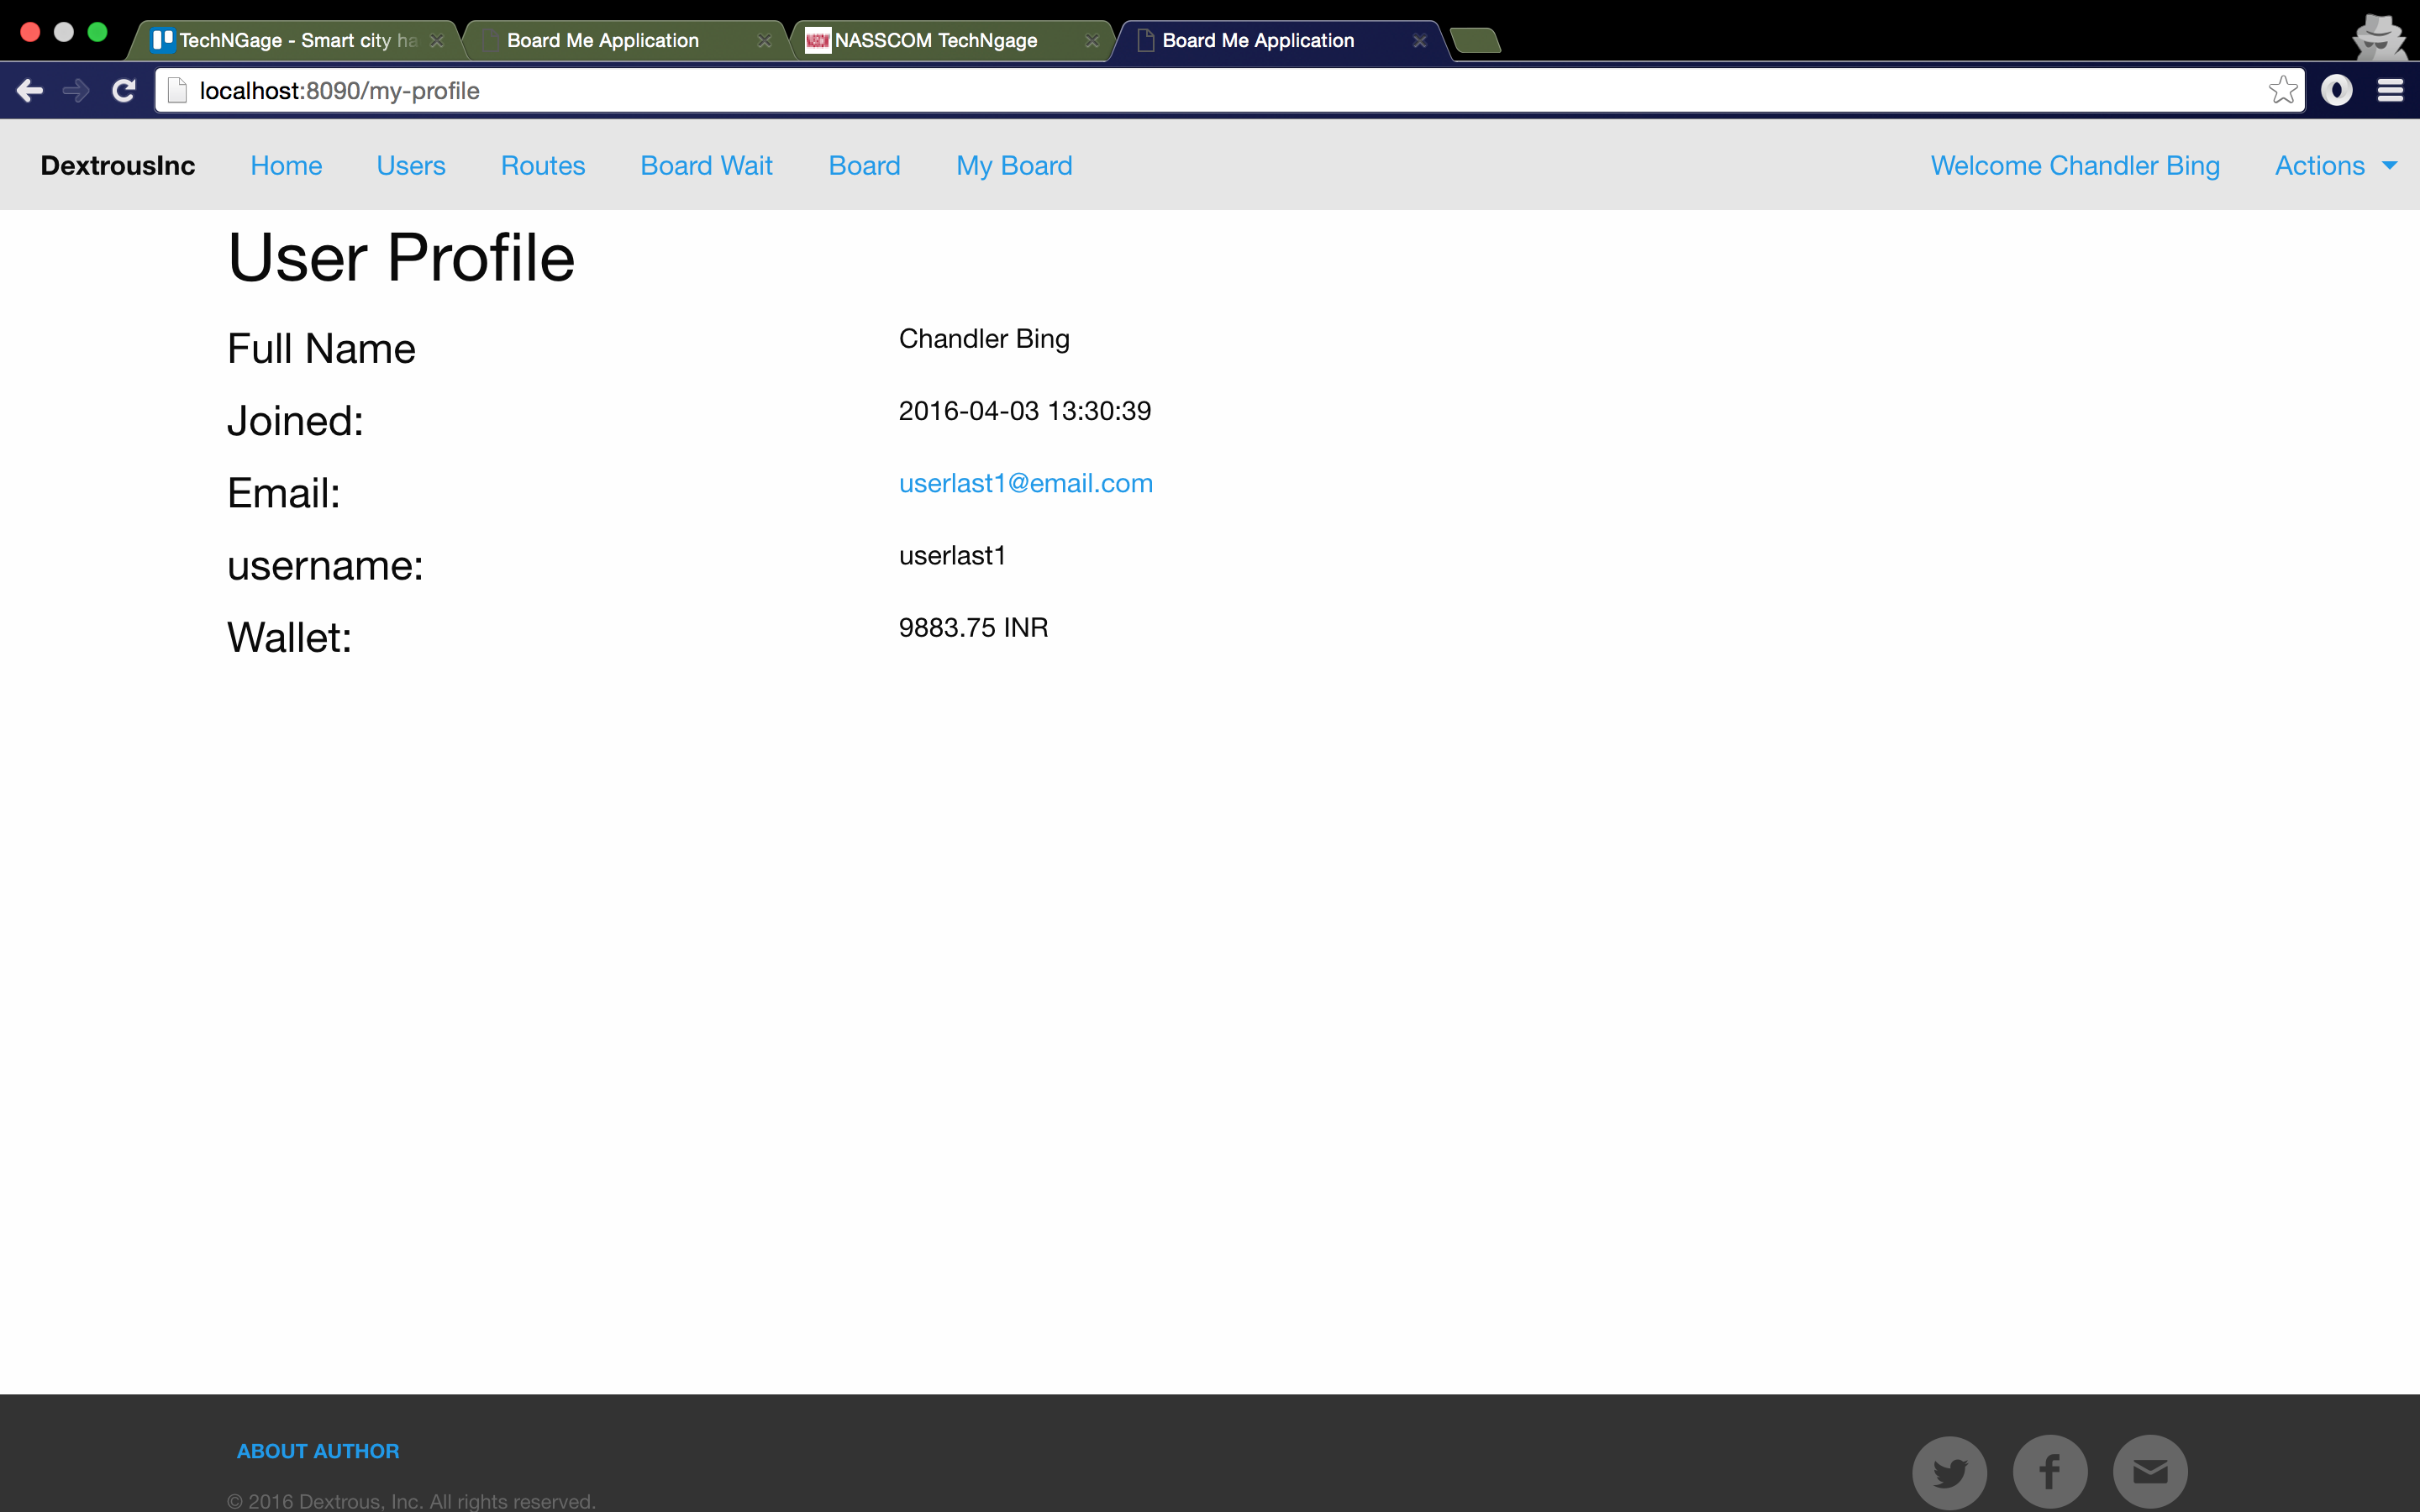 TechNGage - Smart city ha
Board Me Application
NASSCOM TechNgage
Board Me Application
localhost:8090/my-profile
DextrousInc Home Users Routes Board Wait Board My Board Welcome Chandler Bing Actions
User Profile
Full Name Chandler Bing
Joined: 2016-04-03 13:30:39
Email: userlast1@email.com
username: userlast1
Wallet: 9883.75 INR
ABOUT AUTHOR
© 2016 Dextrous, Inc. All rights reserved.